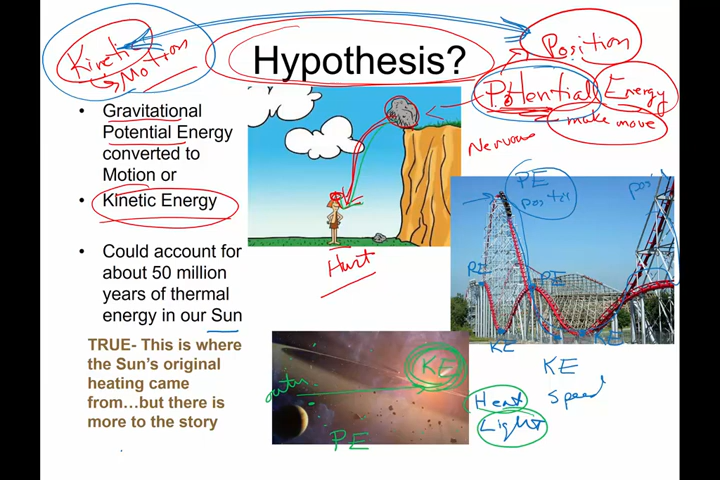 Kinetic
Motion
Hypothesis?
Position
Potential Energy
make move
Nervous
• Gravitational
Potential Energy
converted to
Motion or
• Kinetic Energy
• Could account for
about 50 million
years of thermal
energy in our Sun
TRUE- This is where
the Sun's original
heating came
from...but there is
more to the story
Hurt
PE
PE
PE
KE
KE
KE
Speed
KE
PE
Heat
Light